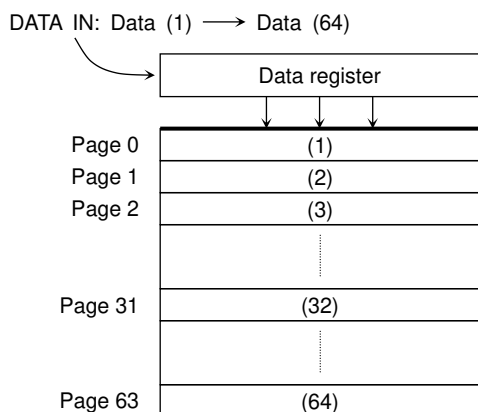 DATA IN: Data (1) → Data (64)
Data register
Page 0 (1)
Page 1 (2)
Page 2 (3)
Page 31 (32)
Page 63 (64)